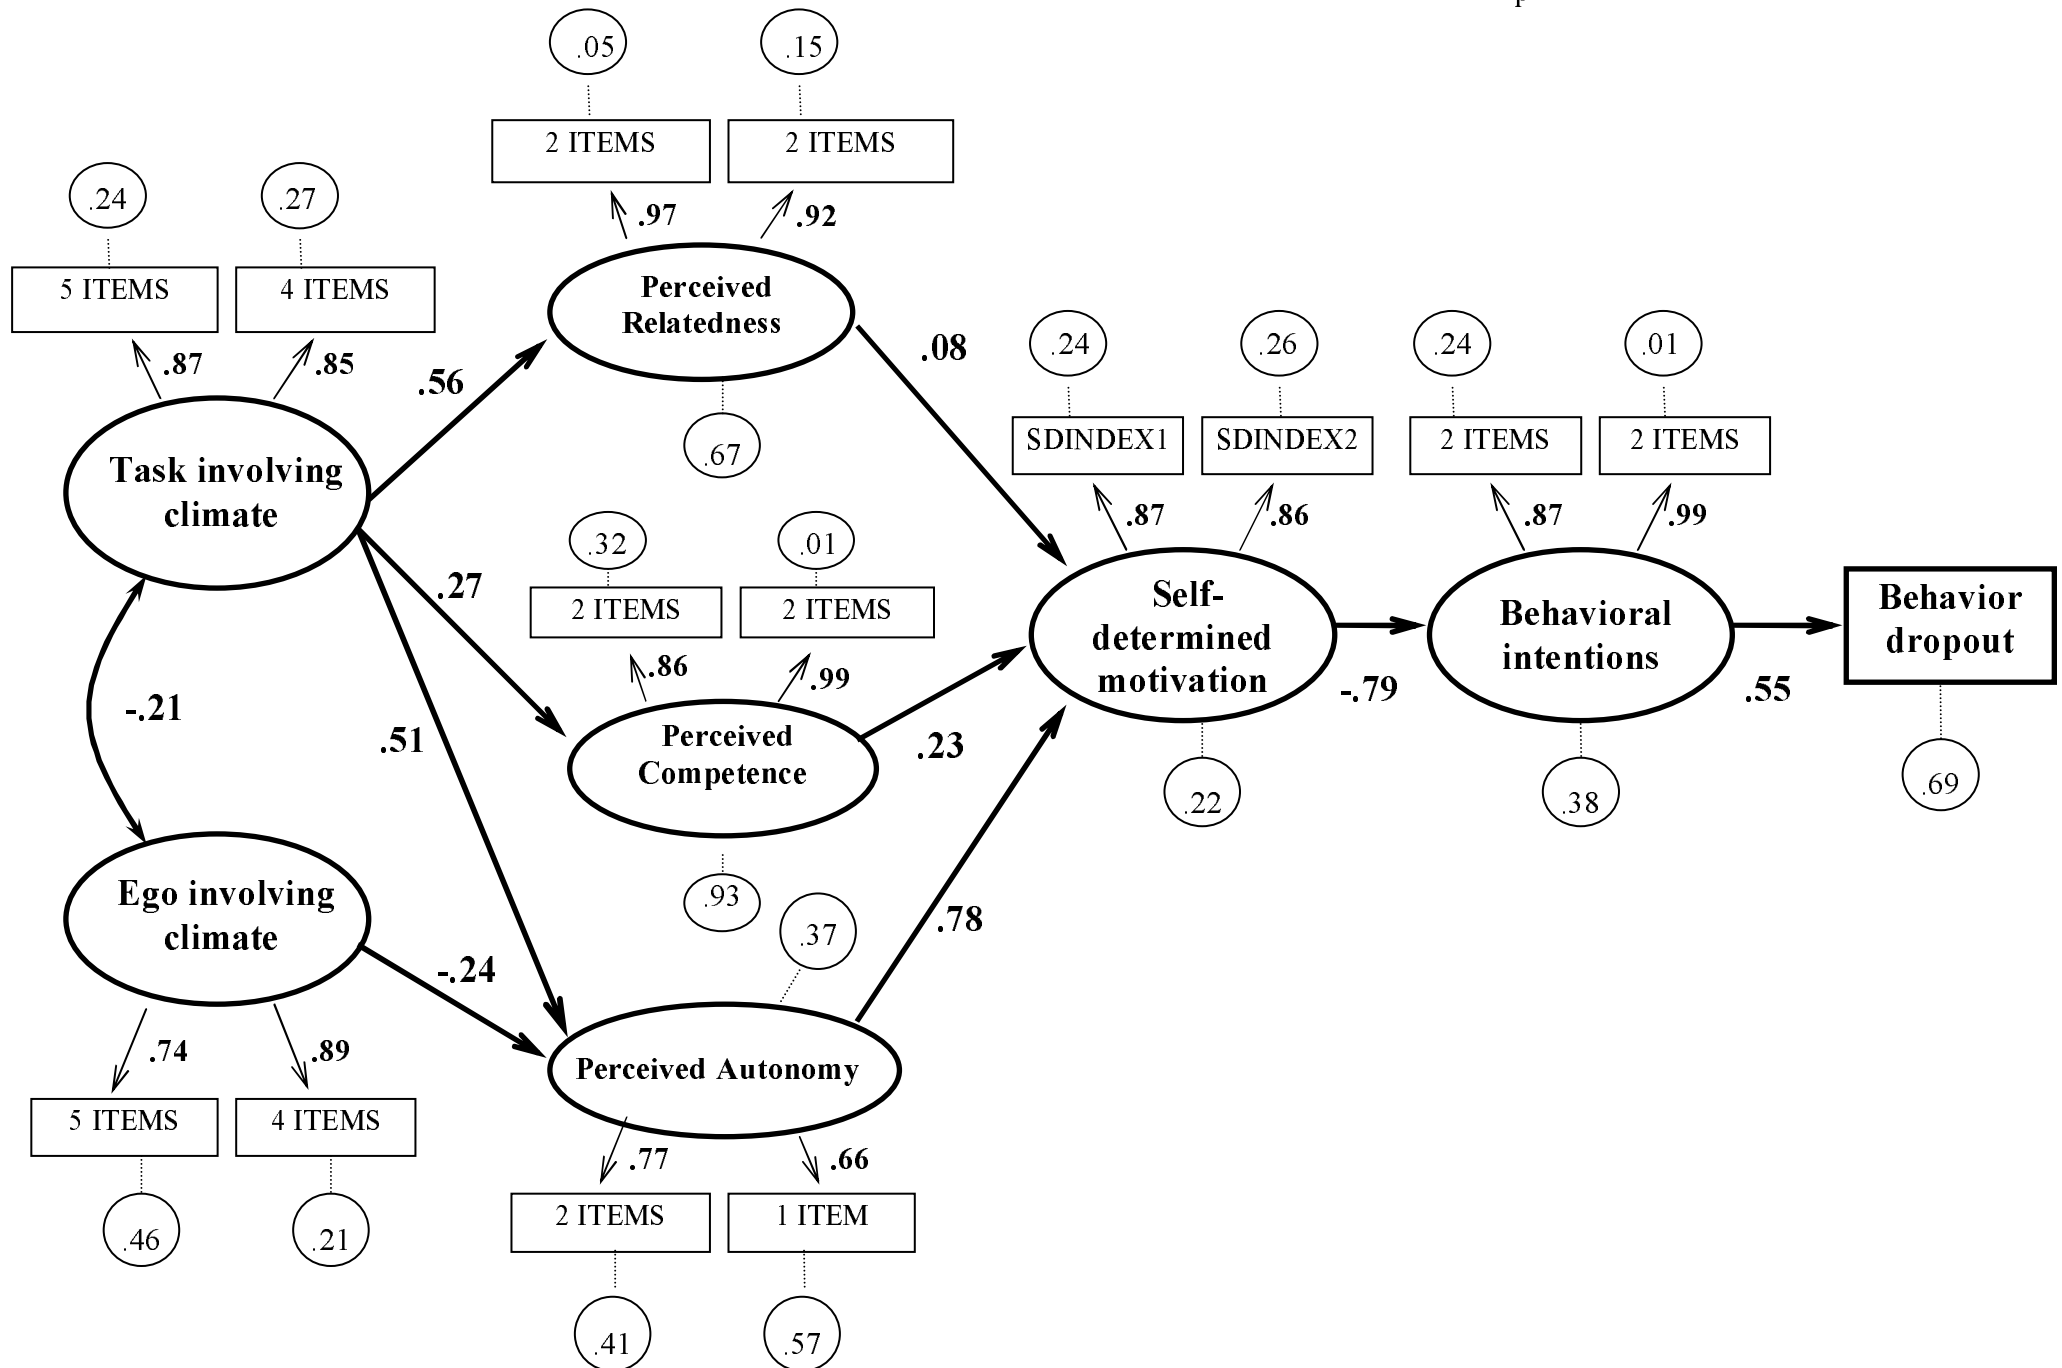 p
.05
.15
2 ITEMS
2 ITEMS
.24
.27
.97
.92
5 ITEMS
4 ITEMS
Perceived
Relatedness
.87
.85
.56
.08
.24
.26
.24
.01
.67
SDINDEX1
SDINDEX2
2 ITEMS
2 ITEMS
Task involving
climate
.87
.86
.87
.99
.32
.01
.27
2 ITEMS
2 ITEMS
Self-
determined
motivation
Behavioral
intentions
Behavior
dropout
.86
.99
-.79
.55
-.21
.51
Perceived
Competence
.23
.22
.38
.69
.93
Ego involving
climate
.37
.78
-.24
.74
.89
Perceived Autonomy
5 ITEMS
4 ITEMS
.77
.66
2 ITEMS
1 ITEM
.46
.21
.41
.57